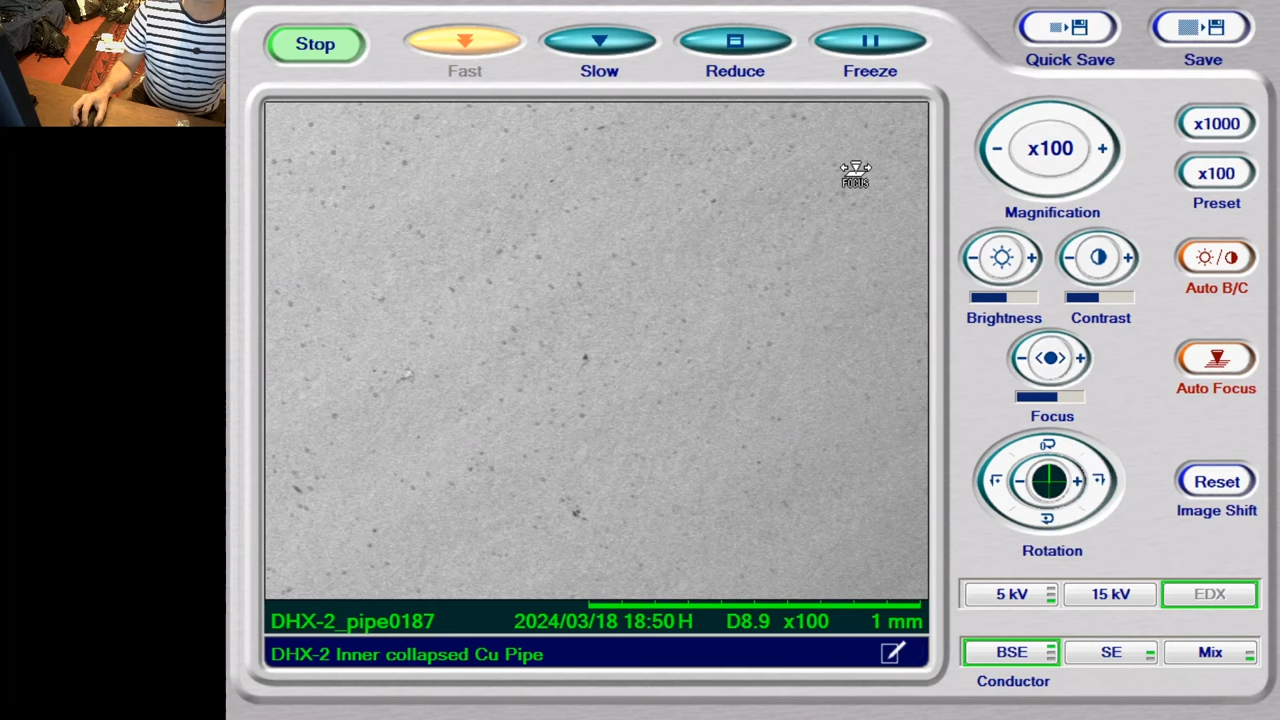 Stop
Fast
Slow
Reduce
Freeze
Quick Save
Save
FOCUS
- x100 +
Magnification
x1000
x100
Preset
Brightness
Contrast
Auto B/C
Focus
Auto Focus
Rotation
Reset
Image Shift
5 kV
15 kV
EDX
DHX-2_pipe0187 2024/03/18 18:50 H D8.9 x100 1 mm
DHX-2 Inner collapsed Cu Pipe
BSE
SE
Mix
Conductor